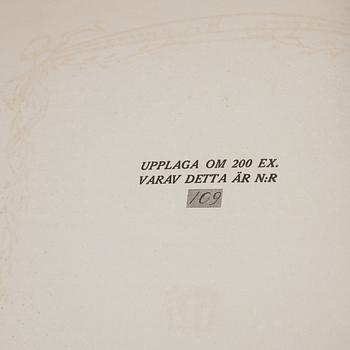 UPPLAGA OM 200 EX.
VARAV DETTA ÄR N:R
109